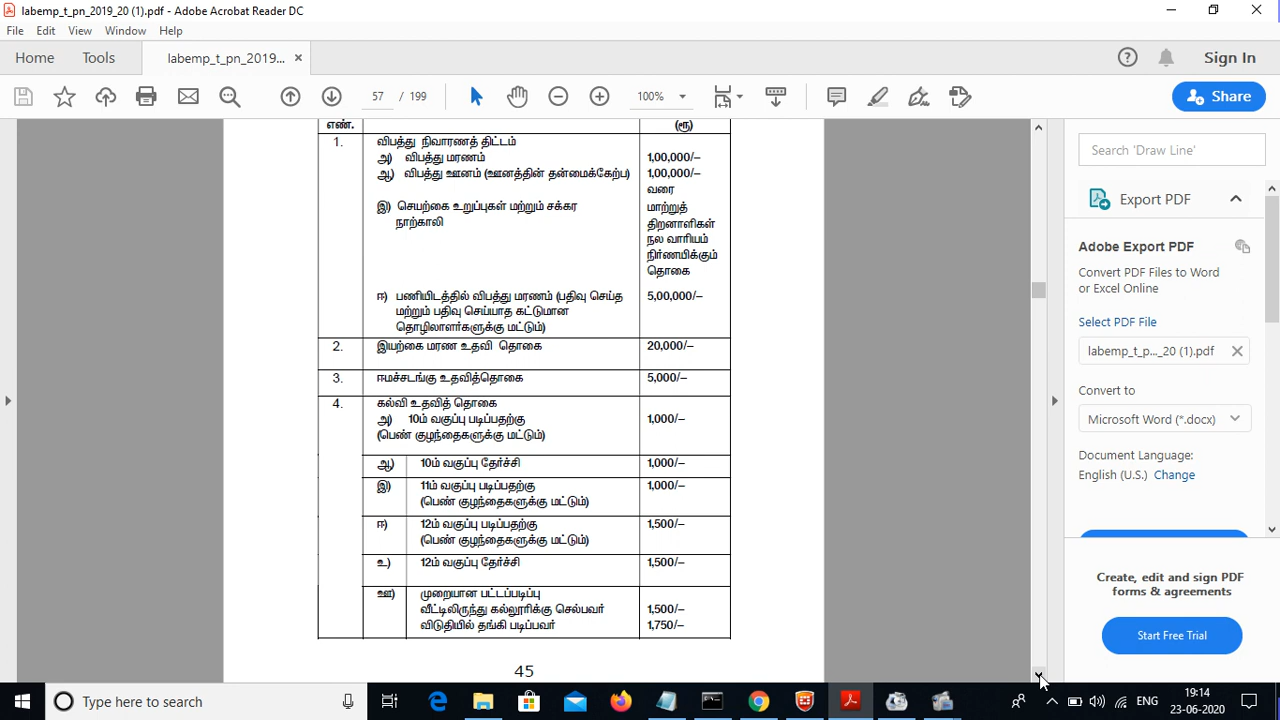 labemp_t_pn_2019_20 (1).pdf - Adobe Acrobat Reader DC
File Edit View Window Help
Home Tools labemp_t_pn_2019... × Sign In
57 / 199 100% Share
எண். (ரூ)
1. விபத்து நிவாரணத் திட்டம்
அ) விபத்து மரணம் 1,00,000/–
ஆ) விபத்து ஊனம் (ஊனத்தின் தன்மைக்கேற்ப) 1,00,000/–
வரை
இ) செயற்கை உறுப்புகள் மற்றும் சக்கர மாற்றுத்
நாற்காலி திறனாளிகள்
நல வாரியம்
நிர்ணயிக்கும்
தொகை
ஈ) பணியிடத்தில் விபத்து மரணம் (பதிவு செய்த 5,00,000/–
மற்றும் பதிவு செய்யாத கட்டுமான
தொழிலாளர்களுக்கு மட்டும்)
2. இயற்கை மரண உதவி தொகை 20,000/–
3. ஈமச்சடங்கு உதவித்தொகை 5,000/–
4. கல்வி உதவித் தொகை
அ) 10ம் வகுப்பு படிப்பதற்கு 1,000/–
(பெண் குழந்தைகளுக்கு மட்டும்)
ஆ) 10ம் வகுப்பு தேர்ச்சி 1,000/–
இ) 11ம் வகுப்பு படிப்பதற்கு 1,000/–
(பெண் குழந்தைகளுக்கு மட்டும்)
ஈ) 12ம் வகுப்பு படிப்பதற்கு 1,500/–
(பெண் குழந்தைகளுக்கு மட்டும்)
உ) 12ம் வகுப்பு தேர்ச்சி 1,500/–
ஊ) முறையான பட்டப்படிப்பு
வீட்டிலிருந்து கல்லூரிக்கு செல்பவர் 1,500/–
விடுதியில் தங்கி படிப்பவர் 1,750/–
45
Search 'Draw Line'
Export PDF
Adobe Export PDF
Convert PDF Files to Word
or Excel Online
Select PDF File
labemp_t_p..._20 (1).pdf
Convert to
Microsoft Word (*.docx)
Document Language:
English (U.S.) Change
Create, edit and sign PDF
forms & agreements
Start Free Trial
Type here to search
ENG
19:14
23-06-2020